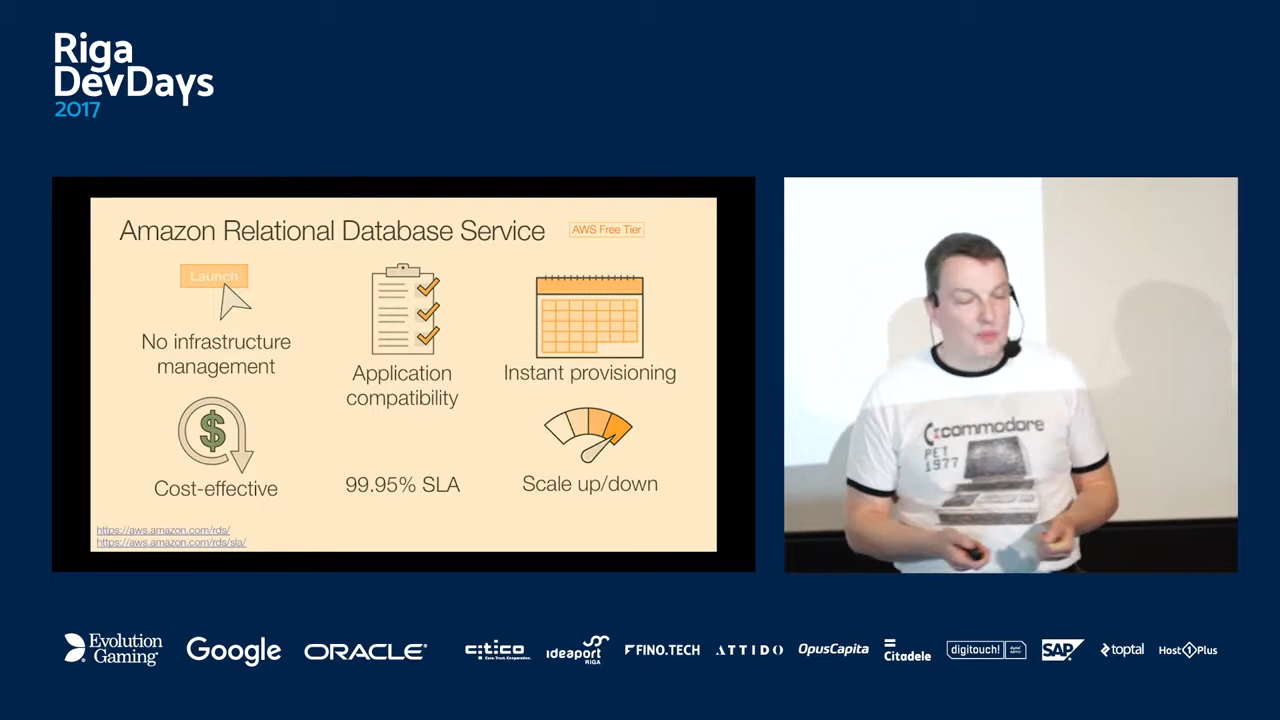 Riga
DevDays
2017
Amazon Relational Database Service
AWS Free Tier
Launch
No infrastructure
management
Application
compatibility
Instant provisioning
Cost-effective
99.95% SLA
Scale up/down
https://aws.amazon.com/rds/
https://aws.amazon.com/rds/sla/
commodore
PET
1977
Evolution
Gaming
Google
ORACLE
citico
ideaport
RIGA
FINO.TECH
ATTIDO
OpusCapita
Citadele
digitouch!
SAP
toptal
Host1Plus